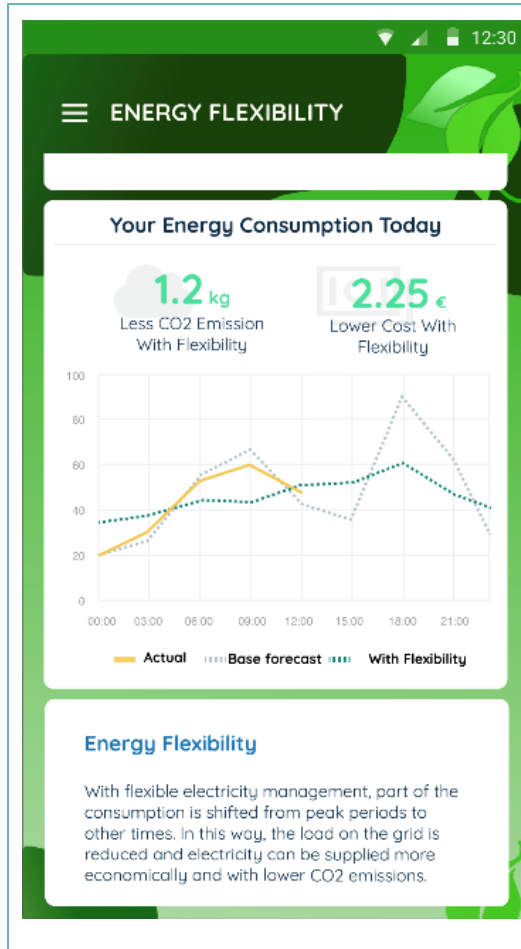 12:30
ENERGY FLEXIBILITY
Your Energy Consumption Today
1.2 kg
Less CO2 Emission
With Flexibility
2.25 €
Lower Cost With
Flexibility
100
80
60
40
20
0
00:00 03:00 06:00 09:00 12:00 15:00 18:00 21:00
Actual Base forecast With Flexibility
Energy Flexibility
With flexible electricity management, part of the
consumption is shifted from peak periods to
other times. In this way, the load on the grid is
reduced and electricity can be supplied more
economically and with lower CO2 emissions.